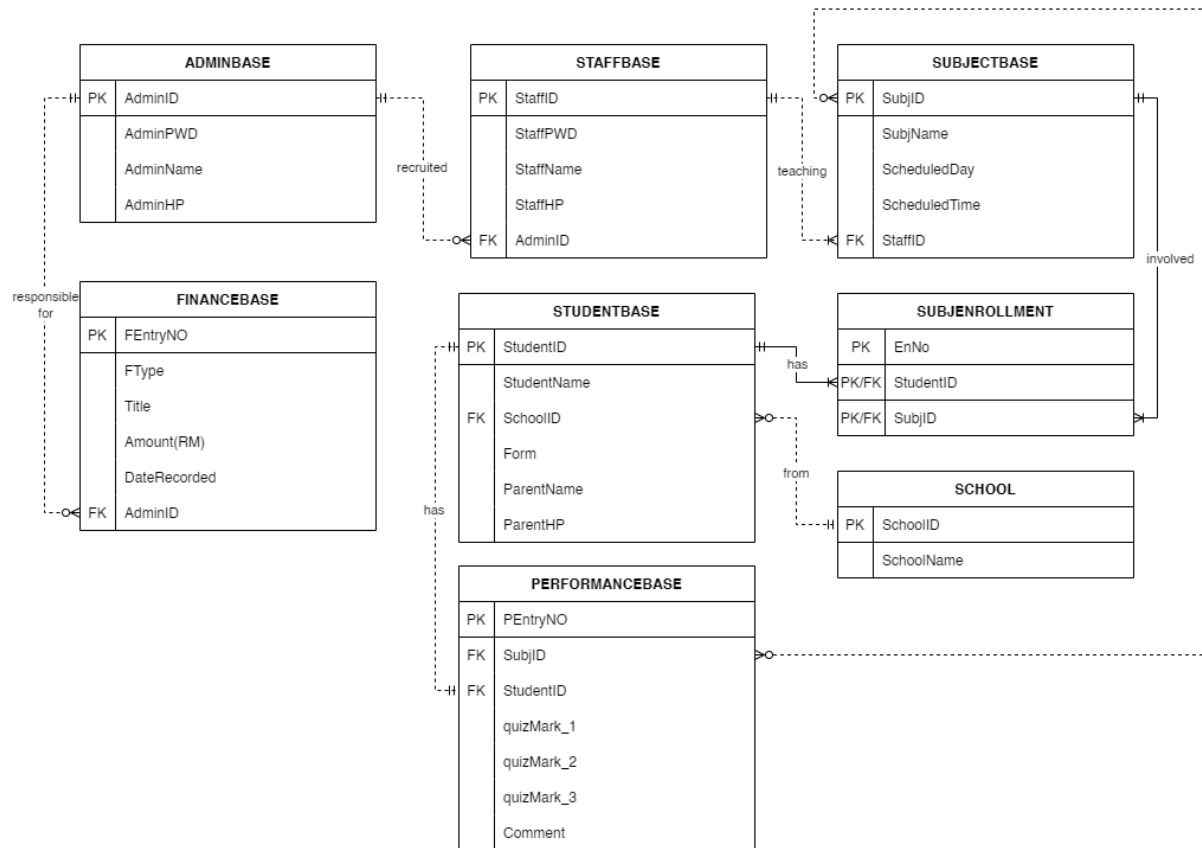 ADMINBASE
PK AdminID
AdminPWD
AdminName
AdminHP
recruited
STAFFBASE
PK StaffID
StaffPWD
StaffName
StaffHP
FK AdminID
teaching
SUBJECTBASE
PK SubjID
SubjName
ScheduledDay
ScheduledTime
FK StaffID
involved
responsible
for
FINANCEBASE
PK FEntryNO
FType
Title
Amount(RM)
DateRecorded
FK AdminID
STUDENTBASE
PK StudentID
StudentName
FK SchoolID
Form
ParentName
ParentHP
has
has
from
SUBJENROLLMENT
PK EnNo
PK/FK StudentID
PK/FK SubjID
SCHOOL
PK SchoolID
SchoolName
PERFORMANCEBASE
PK PEntryNO
FK SubjID
FK StudentID
quizMark_1
quizMark_2
quizMark_3
Comment